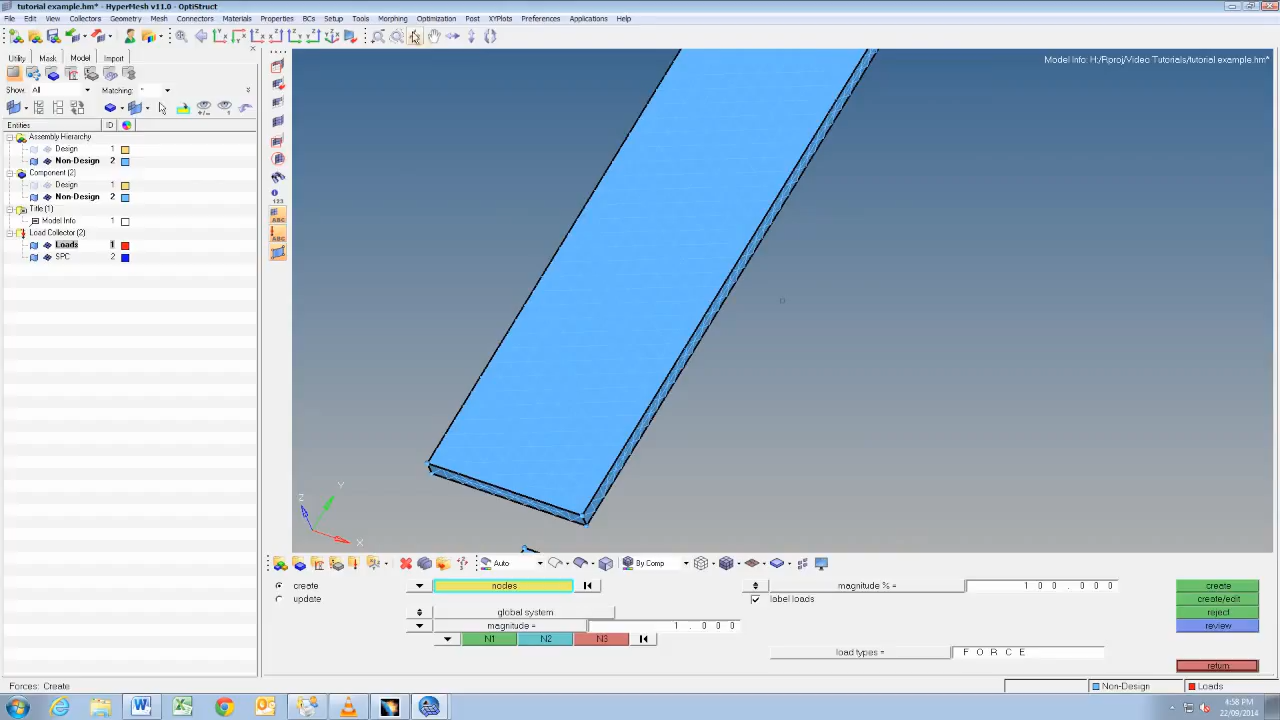 tutorial example.hm* - HyperMesh v11.0 - OptiStruct
File Edit View Collectors Geometry Mesh Connectors Materials Properties BCs Setup Tools Morphing Optimization Post XYPlots Preferences Applications Help
Utility Mask Model Import
Model Info: H:/Rproj/Video Tutorials/tutorial example.hm*
Show: All Matching: *
Entities ID
Assembly Hierarchy
Design 1
Non-Design 2
Component (2)
Design 1
Non-Design 2
Title (1)
Model Info 1
Load Collector (2)
Loads 1
SPC 2
123
ABC
ABC
Z Y X
Auto By Comp
create nodes magnitude % = 100.000 create
update label loads create/edit
global system reject
magnitude = 1.000 review
N1 N2 N3
load types = FORCE
return
Forces: Create Non-Design Loads
4:58 PM
22/09/2014